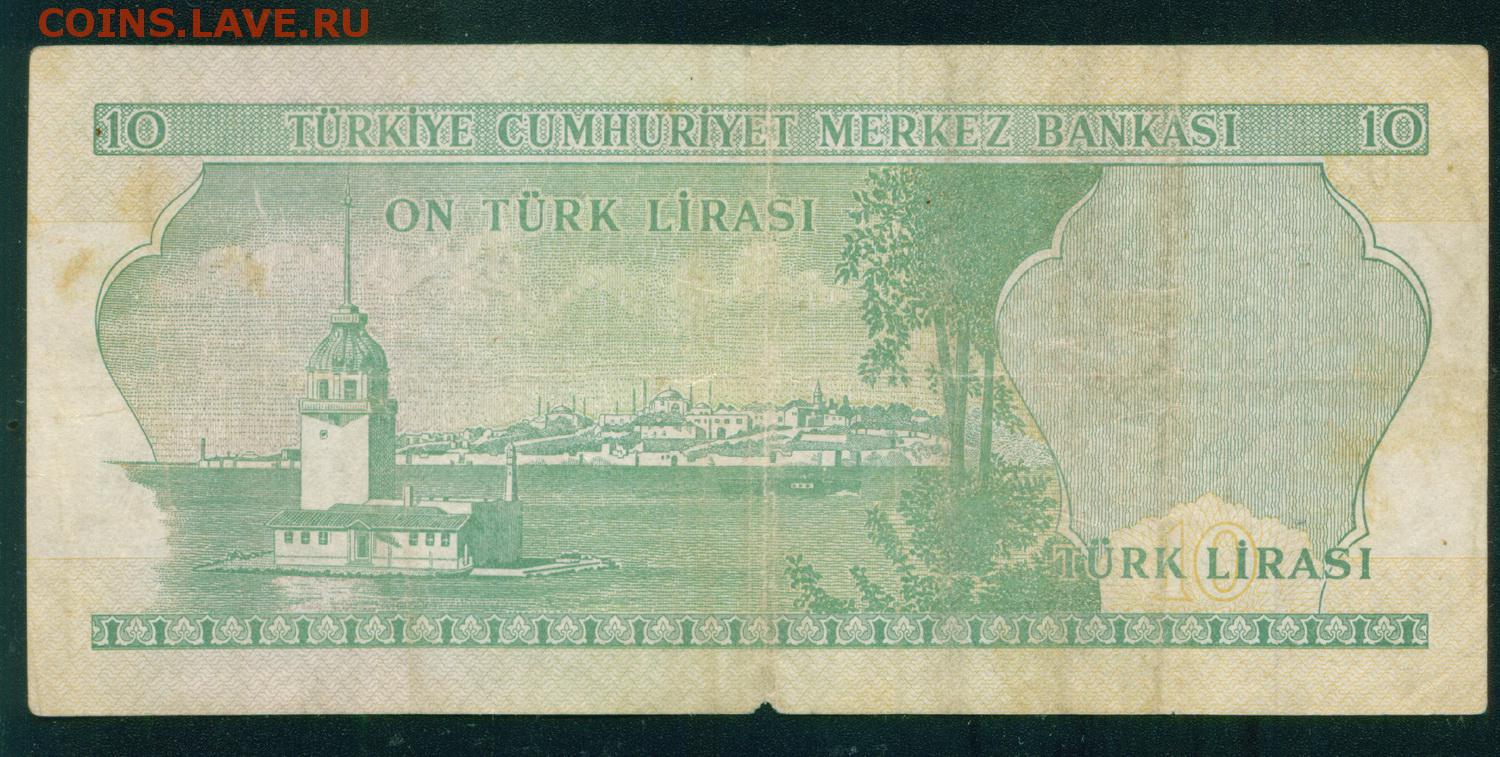 COINS.LAVE.RU
10 TÜRKİYE CUMHURİYET MERKEZ BANKASI 10
ON TÜRK LİRASI
10
TÜRK LİRASI